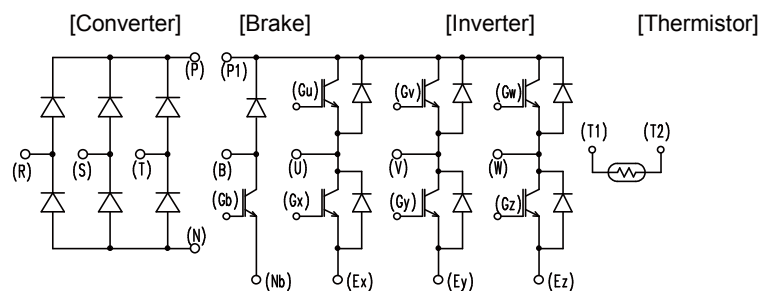 [Converter] [Brake] [Inverter] [Thermistor]
(P) (P1)
(Gu) (Gv) (Gw)
(T1) (T2)
(R) (S) (T) (B) (U) (V) (W)
(Gb) (Gx) (Gy) (Gz)
(N)
(Nb) (Ex) (Ey) (Ez)